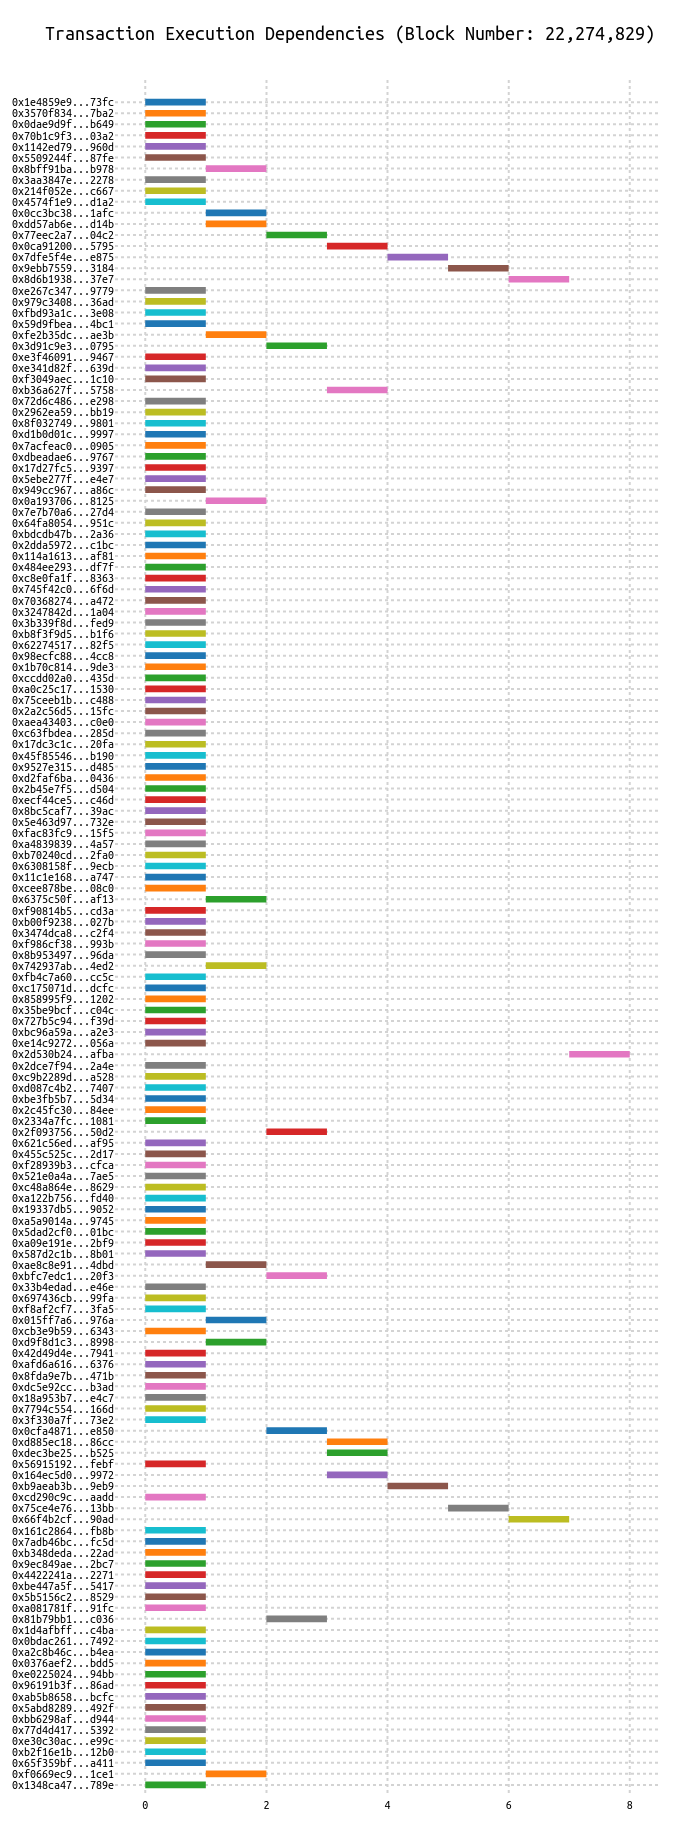 Transaction Execution Dependencies (Block Number: 22,274,829)
0x1e4859e9...73fc
0x3570f834...7ba2
0x0dae9d9f...b649
0x70b1c9f3...03a2
0x1142ed79...960d
0x5509244f...87fe
0x8bff91ba...b978
0x3aa3847e...2278
0x214f052e...c667
0x4574f1e9...d1a2
0x0cc3bc38...1afc
0xdd57ab6e...d14b
0x77eec2a7...04c2
0x0ca91200...5795
0x7dfe5f4e...e875
0x9ebb7559...3184
0x8d6b1938...37e7
0xe267c347...9779
0x979c3408...36ad
0xfbd93a1c...3e08
0x59d9fbea...4bc1
0xfe2b35dc...ae3b
0x3d91c9e3...0795
0xe3f46091...9467
0xe341d82f...639d
0xf3049aec...1c10
0xb36a627f...5758
0x72d6c486...e298
0x2962ea59...bb19
0x8f032749...9801
0xd1b0d01c...9997
0x7acfeac0...0905
0xdbeadae6...9767
0x17d27fc5...9397
0x5ebe277f...e4e7
0x949cc967...a86c
0x0a193706...8125
0x7e7b70a6...27d4
0x64fa8054...951c
0xbdcdb47b...2a36
0x2dda5972...c1bc
0x114a1613...af81
0x484ee293...df7f
0xc8e0fa1f...8363
0x745f42c0...6f6d
0x70368274...a472
0x3247842d...1a04
0x3b339f8d...fed9
0xb8f3f9d5...b1f6
0x62274517...82f5
0x98ecfc88...4cc8
0x1b70c814...9de3
0xccdd02a0...435d
0xa0c25c17...1530
0x75ceeb1b...c488
0x2a2c56d5...15fc
0xaea43403...c0e0
0xc63fbdea...285d
0x17dc3c1c...20fa
0x45f85546...b190
0x9527e315...d485
0xd2faf6ba...0436
0x2b45e7f5...d504
0xecf44ce5...c46d
0x8bc5caf7...39ac
0x5e463d97...732e
0xfac83fc9...15f5
0xa4839839...4a57
0xb70240cd...2fa0
0x6308158f...9ecb
0x11c1e168...a747
0xcee878be...08c0
0x6375c50f...af13
0xf90814b5...cd3a
0xb00f9238...027b
0x3474dca8...c2f4
0xf986cf38...993b
0x8b953497...96da
0x742937ab...4ed2
0xfb4c7a60...cc5c
0xc175071d...dcfc
0x858995f9...1202
0x35be9bcf...c04c
0x727b5c94...f39d
0xbc96a59a...a2e3
0xe14c9272...056a
0x2d530b24...afba
0x2dce7f94...2a4e
0xc9b2289d...a528
0xd087c4b2...7407
0xbe3fb5b7...5d34
0x2c45fc30...84ee
0x2334a7fc...1081
0x2f093756...50d2
0x621c56ed...af95
0x455c525c...2d17
0xf28939b3...cfca
0x521e0a4a...7ae5
0xc48a864e...8629
0xa122b756...fd40
0x19337db5...9052
0xa5a9014a...9745
0x5dad2cf0...01bc
0xa09e191e...2bf9
0x587d2c1b...8b01
0xae8c8e91...4dbd
0xbfc7edc1...20f3
0x33b4edad...e46e
0x697436cb...99fa
0xf8af2cf7...3fa5
0x015ff7a6...976a
0xcb3e9b59...6343
0xd9f8d1c3...8998
0x42d49d4e...7941
0xafd6a616...6376
0x8fda9e7b...471b
0xdc5e92cc...b3ad
0x18a953b7...e4c7
0x7794c554...166d
0x3f330a7f...73e2
0x0cfa4871...e850
0xd885ec18...86cc
0xdec3be25...b525
0x56915192...febf
0x164ec5d0...9972
0xb9aeab3b...9eb9
0xcd290c9c...aadd
0x75ce4e76...13bb
0x66f4b2cf...90ad
0x161c2864...fb8b
0x7adb46bc...fc5d
0xb348deda...22ad
0x9ec849ae...2bc7
0x4422241a...2271
0xbe447a5f...5417
0x5b5156c2...8529
0xa081781f...91fc
0x81b79bb1...c036
0x1d4afbff...c4ba
0x0bdac261...7492
0xa2c8b46c...b4ea
0x0376aef2...bdd5
0xe0225024...94bb
0x96191b3f...86ad
0xab5b8658...bcfc
0x5abd8289...492f
0xbb6298af...d944
0x77d4d417...5392
0xe30c30ac...e99c
0xb2f16e1b...12b0
0x65f359bf...a411
0xf0669ec9...1ce1
0x1348ca47...789e
0 2 4 6 8